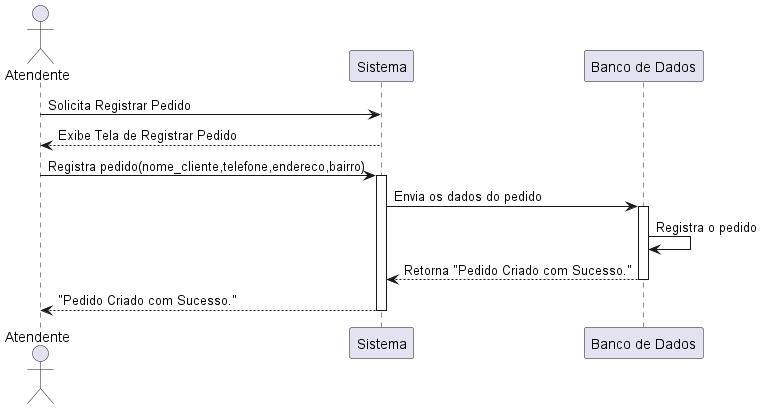 Atendente
Sistema
Banco de Dados
Solicita Registrar Pedido
Exibe Tela de Registrar Pedido
Registra pedido(nome_cliente,telefone,endereco,bairro)
Envia os dados do pedido
Registra o pedido
Retorna "Pedido Criado com Sucesso."
"Pedido Criado com Sucesso."
Atendente
Sistema
Banco de Dados